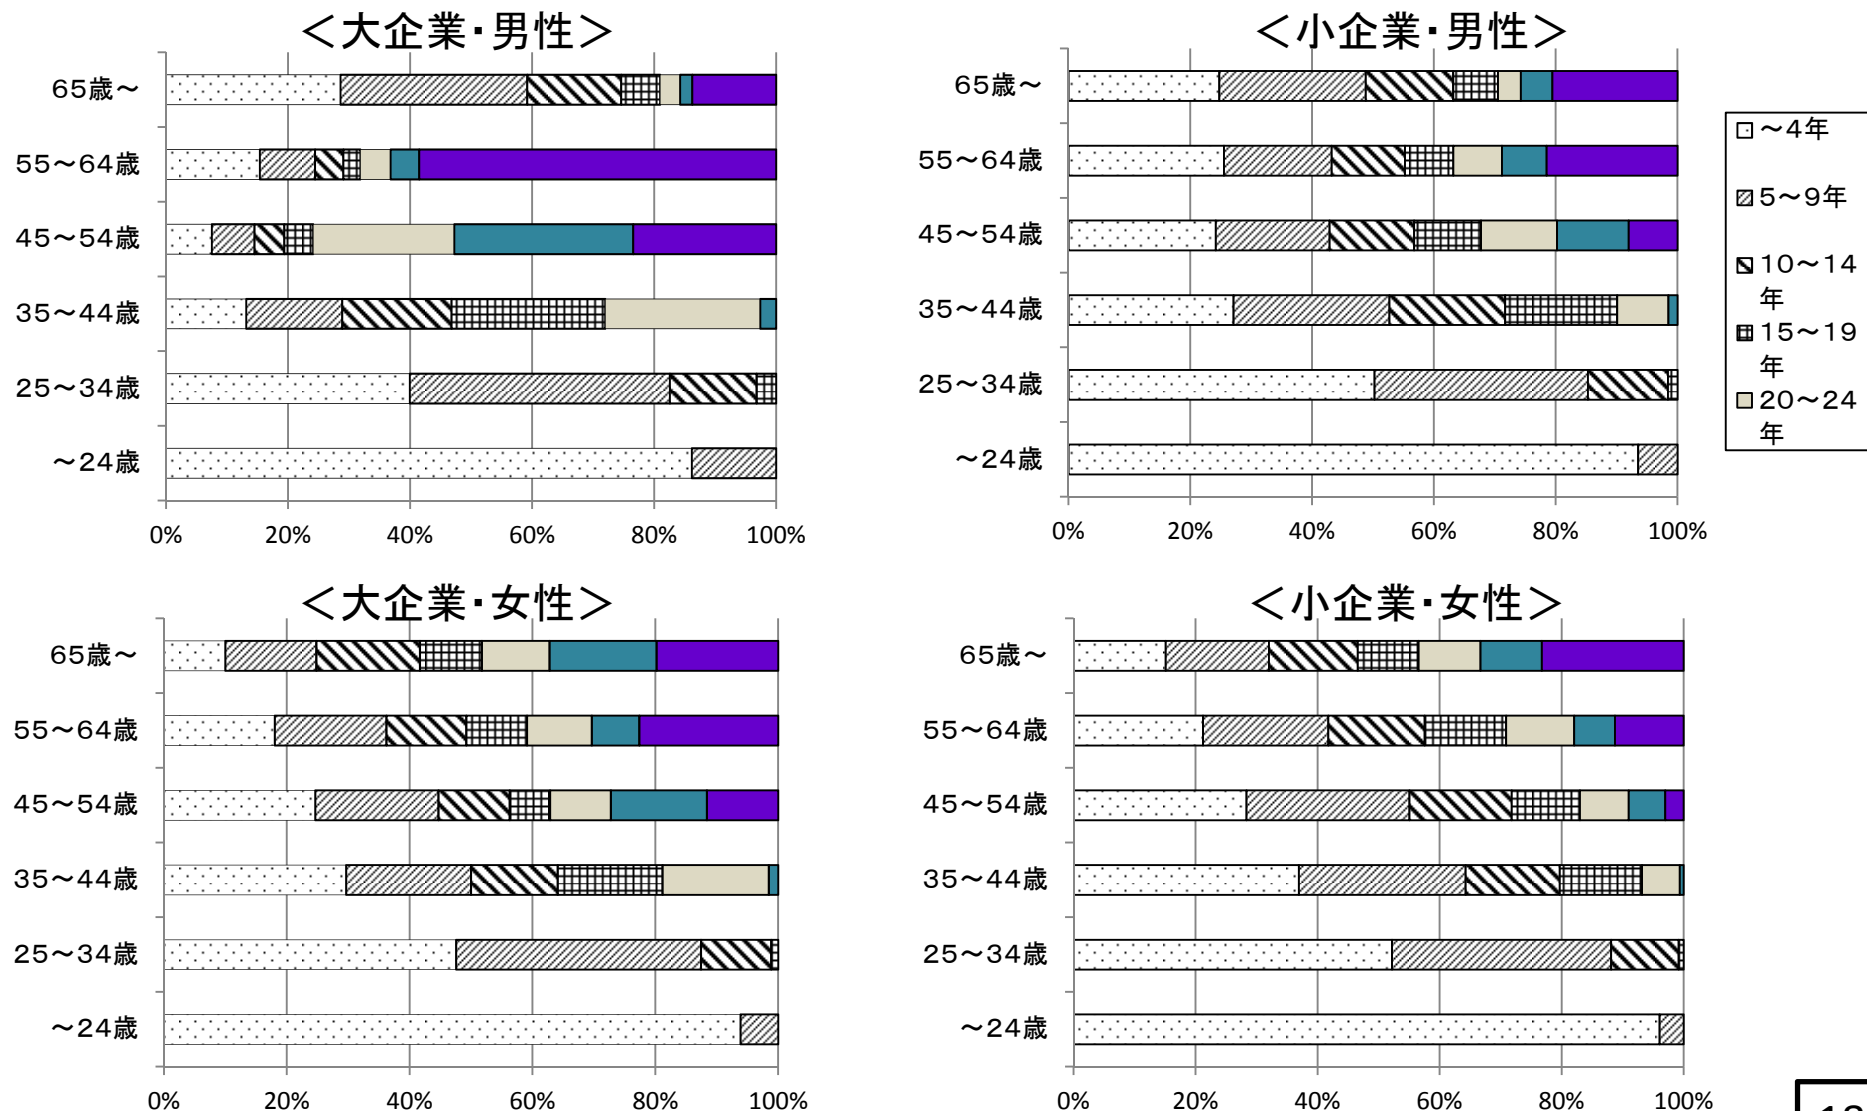 ＜大企業・男性＞
65歳～
55～64歳
45～54歳
35～44歳
25～34歳
～24歳
0% 20% 40% 60% 80% 100%
＜小企業・男性＞
65歳～
55～64歳
45～54歳
35～44歳
25～34歳
～24歳
0% 20% 40% 60% 80% 100%
～4年
5～9年
10～14
年
15～19
年
20～24
年
＜大企業・女性＞
65歳～
55～64歳
45～54歳
35～44歳
25～34歳
～24歳
0% 20% 40% 60% 80% 100%
＜小企業・女性＞
65歳～
55～64歳
45～54歳
35～44歳
25～34歳
～24歳
0% 20% 40% 60% 80% 100%